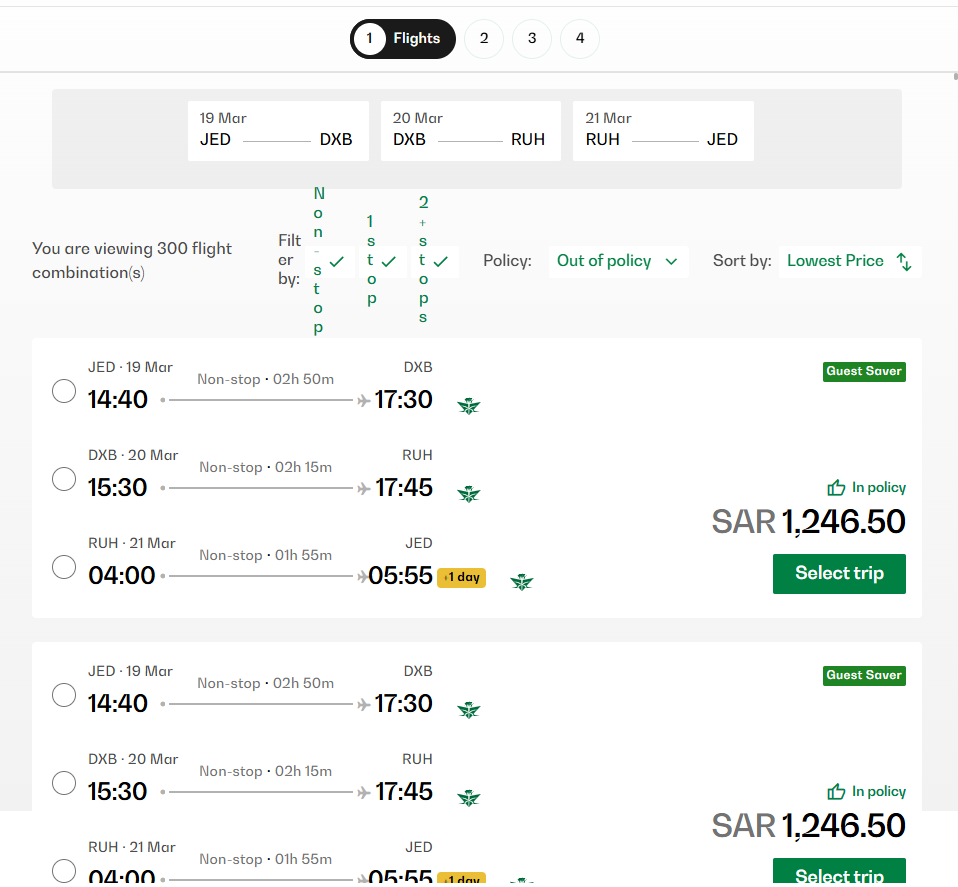 1 Flights 2 3 4
19 Mar 20 Mar 21 Mar
JED DXB DXB RUH RUH JED
You are viewing 300 flight combination(s)
Filter by:
Non-stop
1 stop
2+ stops
Policy: Out of policy
Sort by: Lowest Price
JED · 19 Mar DXB
Non-stop · 02h 50m
14:40 17:30
Guest Saver
DXB · 20 Mar RUH
Non-stop · 02h 15m
15:30 17:45
In policy
SAR 1,246.50
RUH · 21 Mar JED
Non-stop · 01h 55m
04:00 05:55 +1 day
Select trip
JED · 19 Mar DXB
Non-stop · 02h 50m
14:40 17:30
Guest Saver
DXB · 20 Mar RUH
Non-stop · 02h 15m
15:30 17:45
In policy
SAR 1,246.50
RUH · 21 Mar JED
Non-stop · 01h 55m
04:00 05:55 +1 day
Select trip